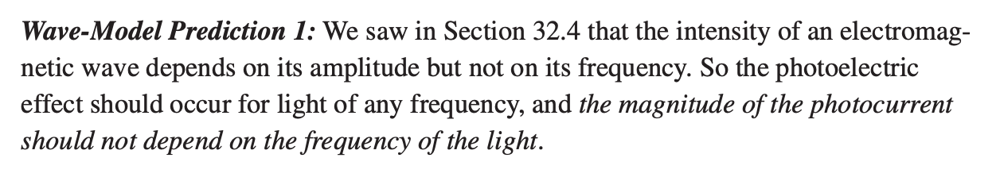 Wave-Model Prediction 1: We saw in Section 32.4 that the intensity of an electromag-
netic wave depends on its amplitude but not on its frequency. So the photoelectric
effect should occur for light of any frequency, and the magnitude of the photocurrent
should not depend on the frequency of the light.